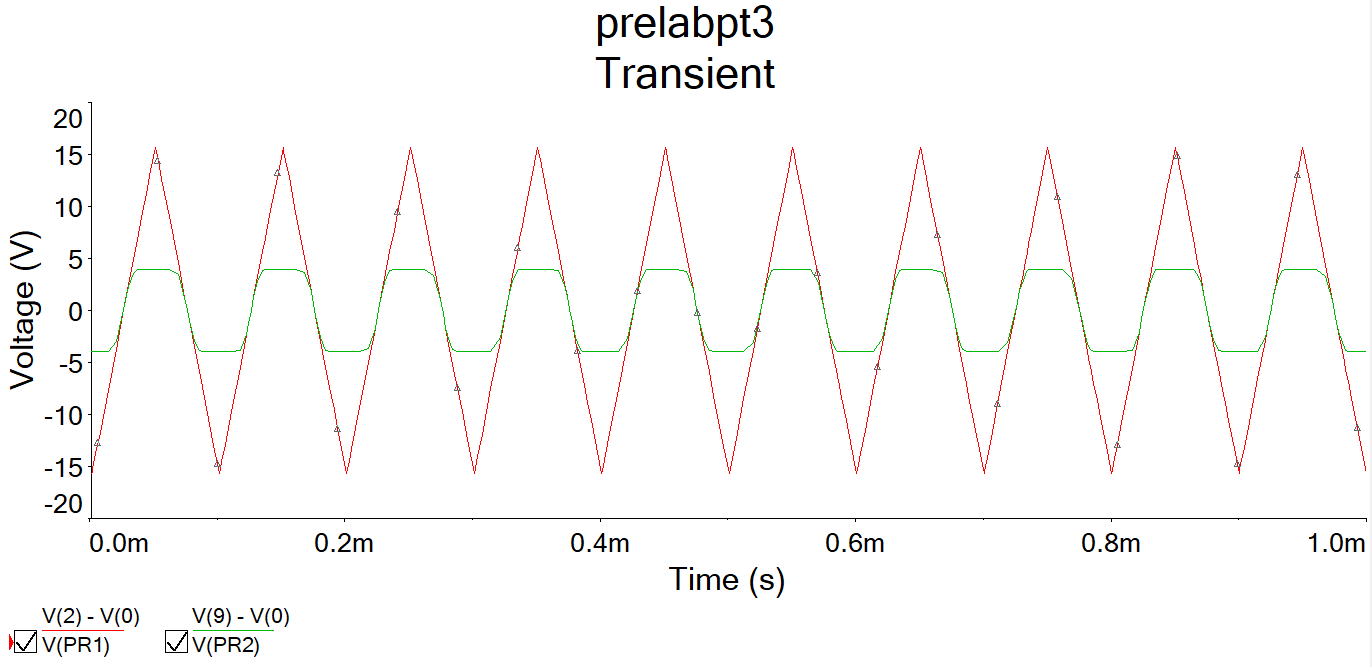 prelabpt3
Transient
20
15
10
5
0
-5
-10
-15
-20
Voltage (V)
0.0m 0.2m 0.4m 0.6m 0.8m 1.0m
Time (s)
V(2) - V(0) V(9) - V(0)
V(PR1) V(PR2)